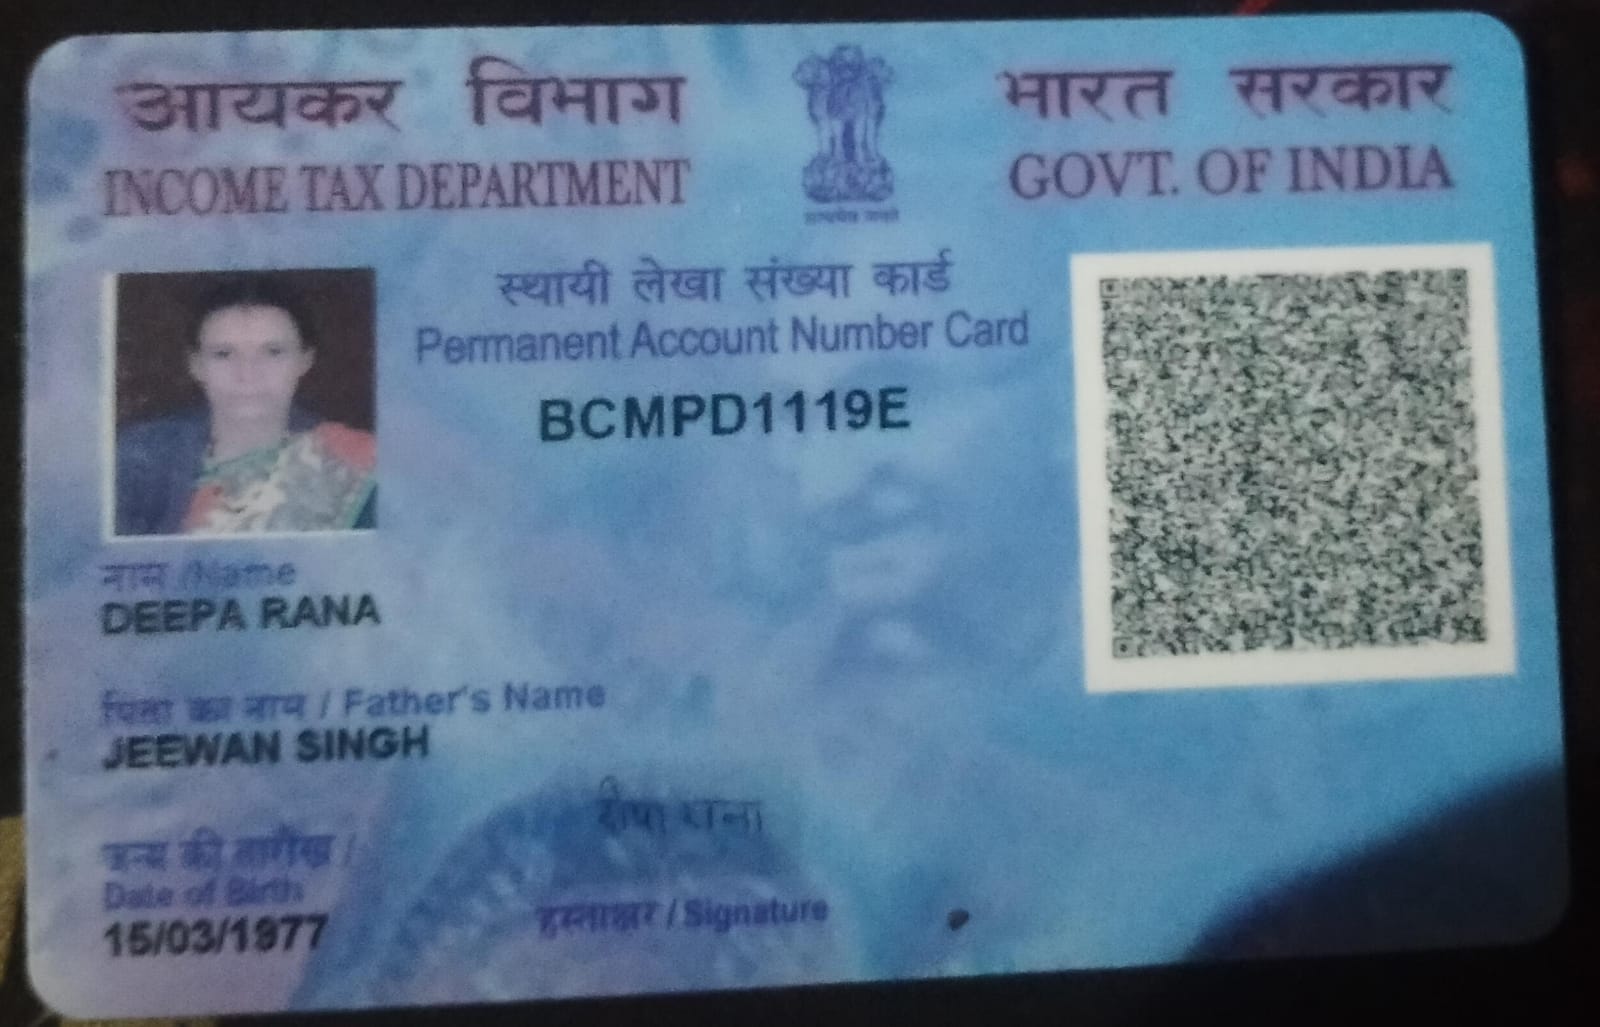 आयकर विभाग
INCOME TAX DEPARTMENT
भारत सरकार
GOVT. OF INDIA
सत्यमेव जयते
स्थायी लेखा संख्या कार्ड
Permanent Account Number Card
BCMPD1119E
नाम /Name
DEEPA RANA
पिता का नाम / Father's Name
JEEWAN SINGH
जन्म की तारीख /
Date of Birth
15/03/1977
दीपा राना
हस्ताक्षर / Signature